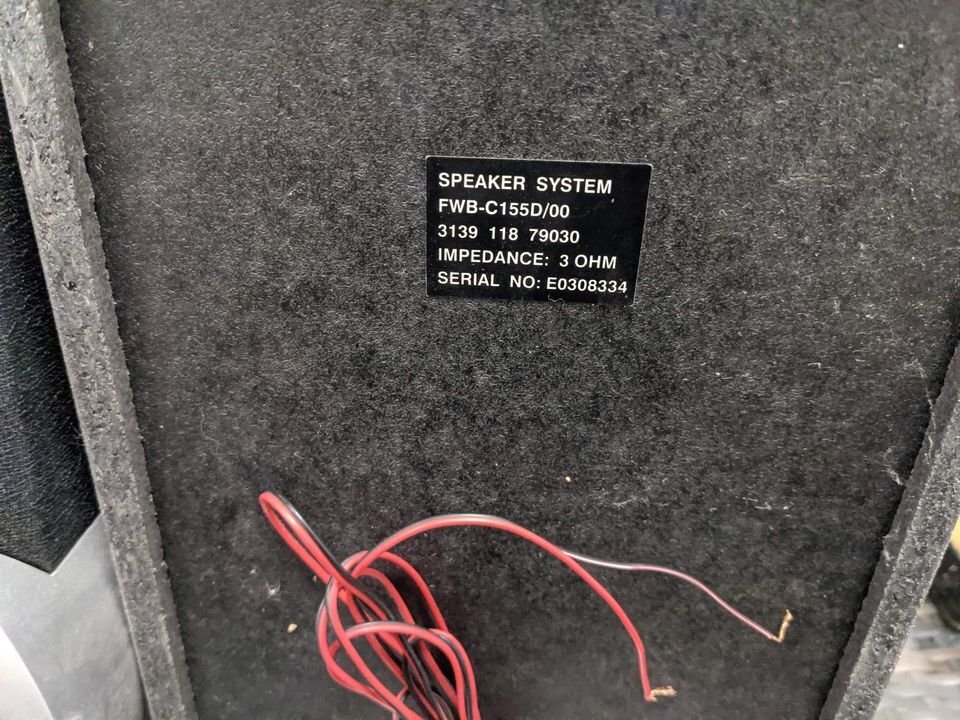 SPEAKER SYSTEM
FWB-C155D/00
3139 118 79030
IMPEDANCE: 3 OHM
SERIAL NO: E0308334